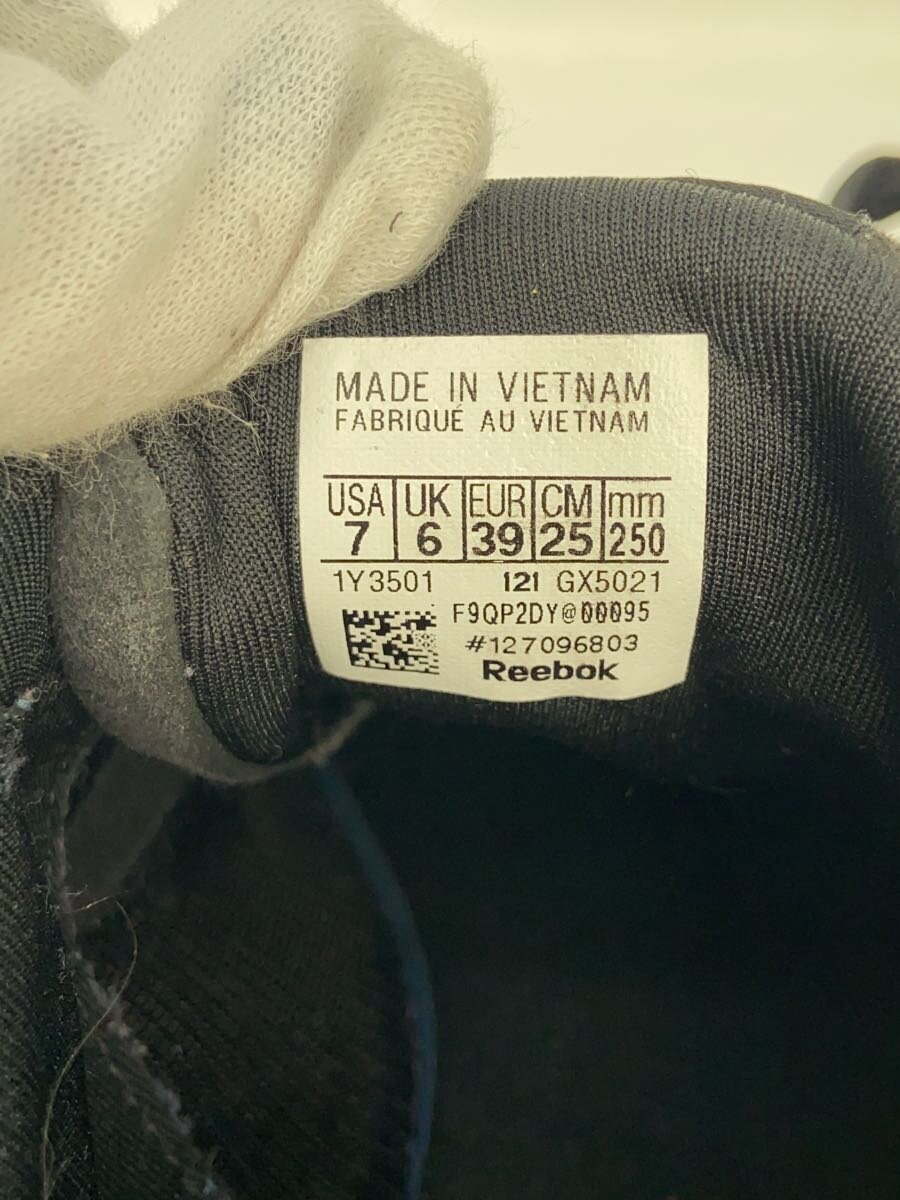 MADE IN VIETNAM
FABRIQUÉ AU VIETNAM
USA UK EUR CM mm
7 6 39 25 250
1Y3501 121 GX5021
F9QP2DY@00095
#127096803
Reebok